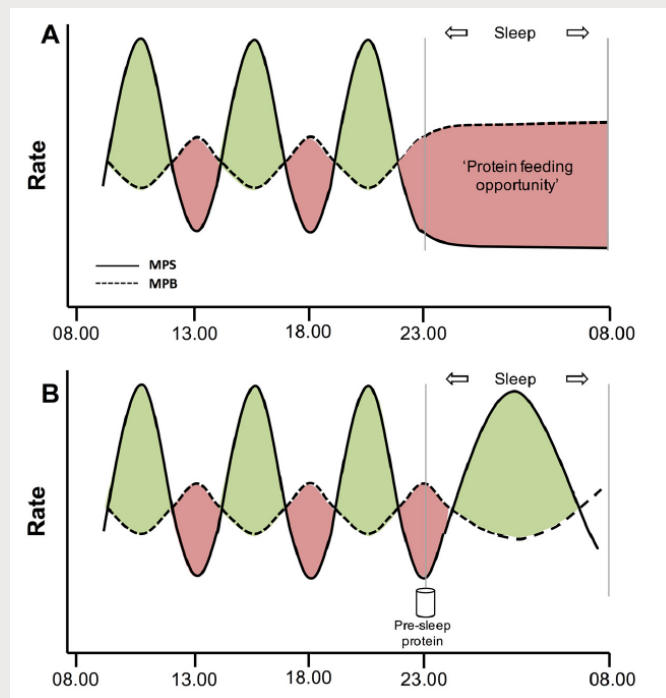 A
Sleep
Rate
'Protein feeding
opportunity'
MPS
MPB
08.00 13.00 18.00 23.00 08.00
B
Sleep
Rate
Pre-sleep
protein
08.00 13.00 18.00 23.00 08.00